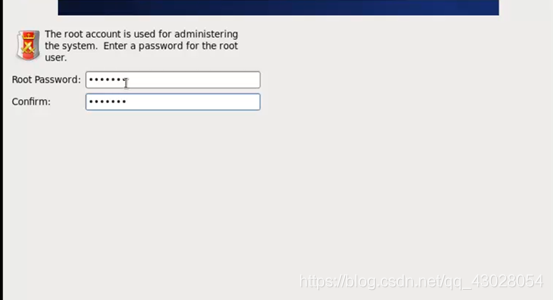 The root account is used for administering
the system.  Enter a password for the root
user.
Root Password: •••••••
Confirm: •••••••
https://blog.csdn.net/qq_43028054